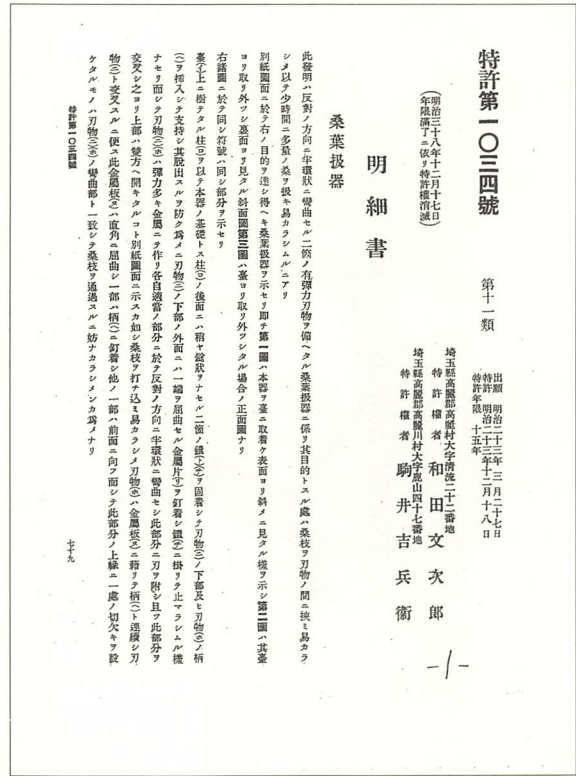 特許第一〇三四號
第十一類
出願 明治二十三年 三月二十七日
特許 明治二十三年十二月十八日
特許年限 十五年
(明治三十八年十二月十七日
年限滿了ニ依リ特許權消滅)
埼玉縣高麗郡高麗村大字清流二十二番地
特許權者 和田文次郎
埼玉縣高麗郡高麗川村大字鹿山四十七番地
特許權者 駒井吉兵衞
明細書
桑葉扱器
此發明ハ反對ノ方向ニ半環狀ニ彎曲セル二箇ノ有彈力刃物ヲ備ヘタル桑葉扱器ニ係リ其目的トスル處ハ桑枝ヲ刃物ノ間ニ挾ミ易カラ
シメ以テ少時間ニ多量ノ桑ヲ扱キ易カラシムルニアリ
別紙圖面ニ於テ右ノ目的ヲ達シ得ヘキ桑葉扱器ヲ示セリ即チ第一圖ハ本器ヲ臺ニ取着ケ表面ヨリ斜メニ見タル樣ヲ示シ第二圖ハ其臺
ヨリ取リ外ツシ裏面ヨリ見タル斜面圖第三圖ハ臺ヨリ取リ外ツシタル場合ノ正面圖ナリ
右諸圖ニ於テ同シ符號ハ同シ部分ヲ示セリ
臺(イ)上ニ樹テタル柱(ロ)ヲ以テ本器ノ基礎トス柱(ロ)ノ後面ニハ稍ヤ鎹狀ヲナセル二箇ノ鐶(ト)(チ)ヲ固着シテ刃物(ニ)ノ下部及ヒ刃物(ホ)ノ柄
(ヘ)ヲ挿入シテ支持シ其脱出スルヲ防ク爲メニ刃物(ニ)ノ下部ノ外面ニハ一端ヲ屈曲セル金屬片(リ)ヲ釘着シ鐶(チ)ニ掛リテ止マラシムル樣
ナセリ而シテ刃物(ニ)(ホ)ハ彈力多キ金屬ニテ作リ各自適當ノ部分ニ於テ反對ノ方向ニ半環狀ニ彎曲セシ此部分ニ刃ヲ附シ且ツ此部分ヲ
交叉シ之ヨリ上部ハ雙方ヘ開キタルコト別紙圖面ニ示スカ如シ桑枝ヲ打チ込ミ易カラシメ刃物(ホ)ハ金屬板(ヌ)ニ藉リテ柄(ヘ)ト連續シ刃
物(ニ)ト交叉スルニ便ス此金屬板(ヌ)ハ直角ニ屈曲シ一部ハ柄(ヘ)ニ釘着シ他ノ一部ハ前面ニ向フ而シテ此部分ノ上緣ニ一處ノ切欠キヲ設
ケタルモノハ刃物(ニ)(ホ)ノ彎曲部ト一致シテ桑枝ヲ通過スルニ妨ナカラシメンカ爲メナリ
特許第一〇三四號
七十九
-1-